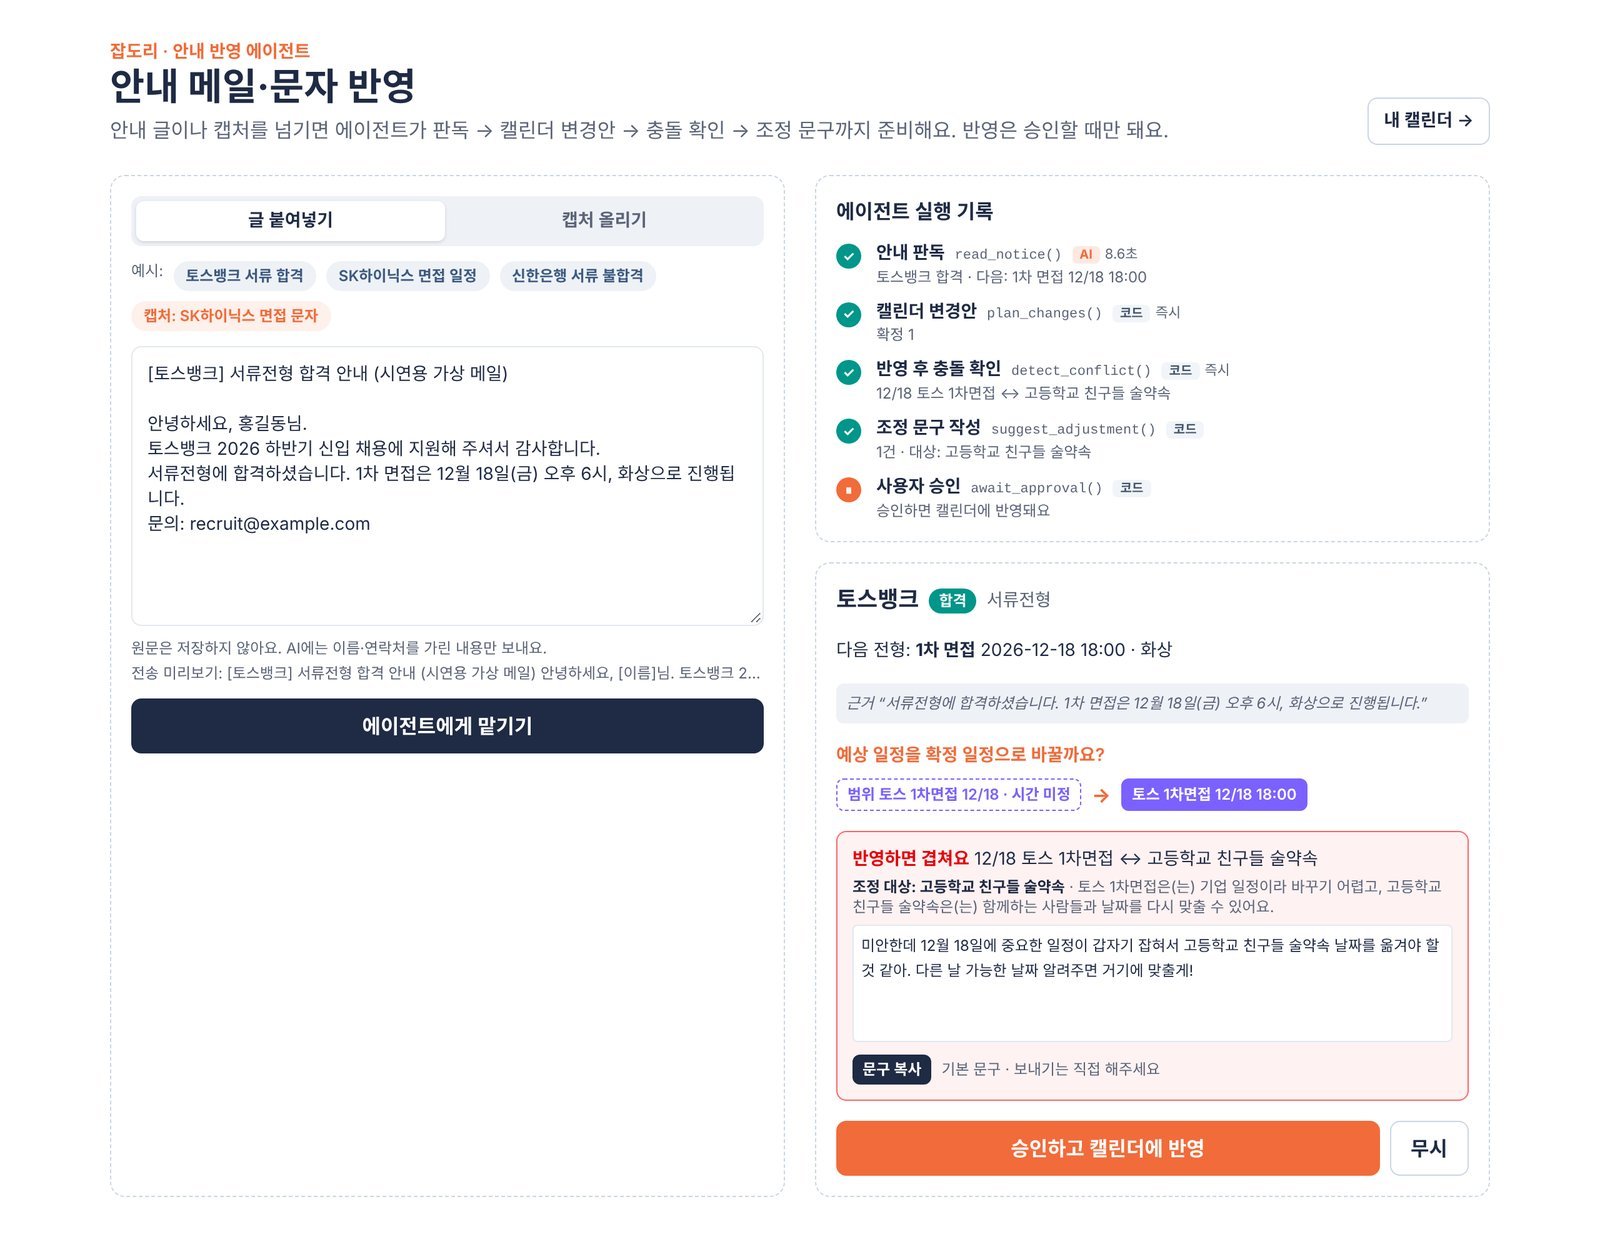 잡도리 · 안내 반영 에이전트
안내 메일·문자 반영
안내 글이나 캡처를 넘기면 에이전트가 판독 → 캘린더 변경안 → 충돌 확인 → 조정 문구까지 준비해요. 반영은 승인할 때만 돼요.
내 캘린더 →
글 붙여넣기
캡처 올리기
예시: 토스뱅크 서류 합격 SK하이닉스 면접 일정 신한은행 서류 불합격
캡처: SK하이닉스 면접 문자
[토스뱅크] 서류전형 합격 안내 (시연용 가상 메일)
안녕하세요, 홍길동님.
토스뱅크 2026 하반기 신입 채용에 지원해 주셔서 감사합니다.
서류전형에 합격하셨습니다. 1차 면접은 12월 18일(금) 오후 6시, 화상으로 진행됩
니다.
문의: recruit@example.com
원문은 저장하지 않아요. AI에는 이름·연락처를 가린 내용만 보내요.
전송 미리보기: [토스뱅크] 서류전형 합격 안내 (시연용 가상 메일) 안녕하세요, [이름]님. 토스뱅크 2...
에이전트에게 맡기기
에이전트 실행 기록
안내 판독 read_notice() AI 8.6초
토스뱅크 합격 · 다음: 1차 면접 12/18 18:00
캘린더 변경안 plan_changes() 코드 즉시
확정 1
반영 후 충돌 확인 detect_conflict() 코드 즉시
12/18 토스 1차면접 ↔ 고등학교 친구들 술약속
조정 문구 작성 suggest_adjustment() 코드
1건 · 대상: 고등학교 친구들 술약속
사용자 승인 await_approval() 코드
승인하면 캘린더에 반영돼요
토스뱅크 합격 서류전형
다음 전형: 1차 면접 2026-12-18 18:00 · 화상
근거 “서류전형에 합격하셨습니다. 1차 면접은 12월 18일(금) 오후 6시, 화상으로 진행됩니다.”
예상 일정을 확정 일정으로 바꿀까요?
범위 토스 1차면접 12/18 · 시간 미정 → 토스 1차면접 12/18 18:00
반영하면 겹쳐요 12/18 토스 1차면접 ↔ 고등학교 친구들 술약속
조정 대상: 고등학교 친구들 술약속 · 토스 1차면접은(는) 기업 일정이라 바꾸기 어렵고, 고등학교
친구들 술약속은(는) 함께하는 사람들과 날짜를 다시 맞출 수 있어요.
미안한데 12월 18일에 중요한 일정이 갑자기 잡혀서 고등학교 친구들 술약속 날짜를 옮겨야 할
것 같아. 다른 날 가능한 날짜 알려주면 거기에 맞출게!
문구 복사 기본 문구 · 보내기는 직접 해주세요
승인하고 캘린더에 반영
무시